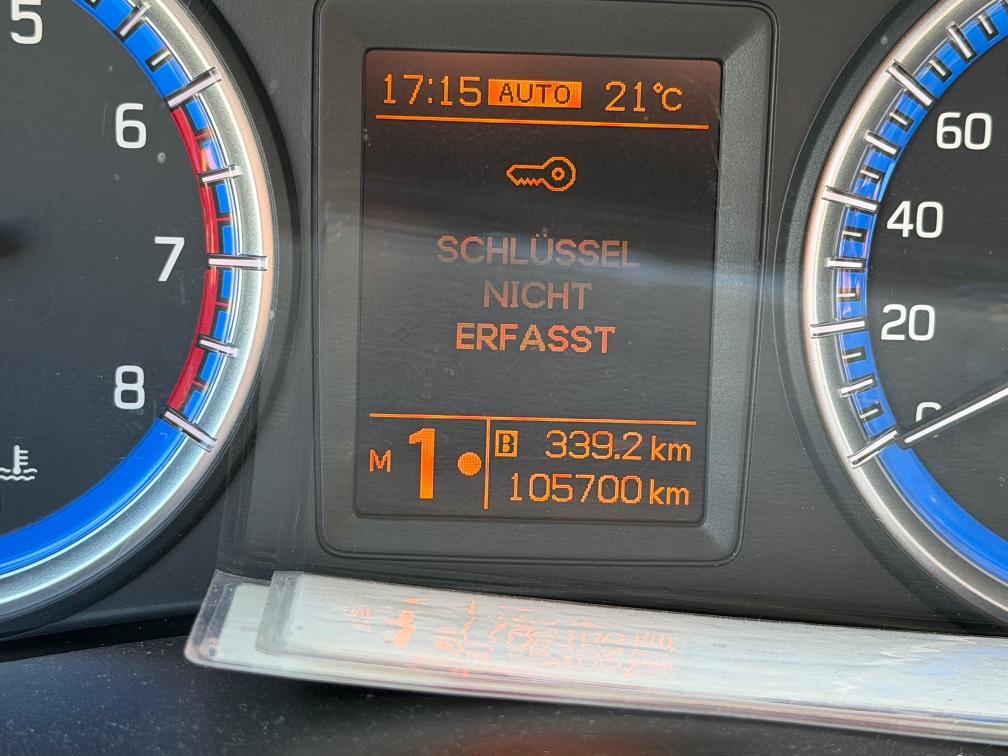 5
6
7
8
17:15 AUTO 21°C
SCHLÜSSEL
NICHT
ERFASST
M 1 B 339.2 km
105700 km
60
40
20
0